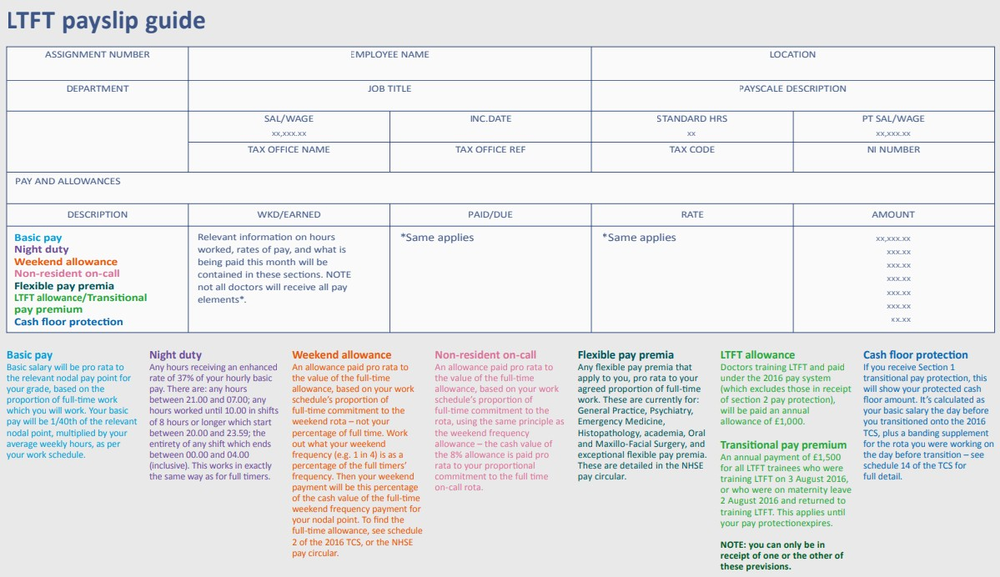 LTFT payslip guide
ASSIGNMENT NUMBER
EMPLOYEE NAME
LOCATION
DEPARTMENT
JOB TITLE
PAYSCALE DESCRIPTION
SAL/WAGE
xx,xxx.xx
INC.DATE
STANDARD HRS
xx
PT SAL/WAGE
xx,xxx.xx
TAX OFFICE NAME
TAX OFFICE REF
TAX CODE
NI NUMBER
PAY AND ALLOWANCES
DESCRIPTION
WKD/EARNED
PAID/DUE
RATE
AMOUNT
Basic pay
Night duty
Weekend allowance
Non-resident on-call
Flexible pay premia
LTFT allowance/Transitional
pay premium
Cash floor protection
Relevant information on hours
worked, rates of pay, and what is
being paid this month will be
contained in these sections. NOTE
not all doctors will receive all pay
elements*.
*Same applies
*Same applies
xx,xxx.xx
xxx.xx
xxx.xx
xxx.xx
xxx.xx
xxx.xx
xx.xx
Basic pay
Basic salary will be pro rata to
the relevant nodal pay point for
your grade, based on the
proportion of full-time work
which you will work. Your basic
pay will be 1/40th of the relevant
nodal point, multiplied by your
average weekly hours, as per
your work schedule.
Night duty
Any hours receiving an enhanced
rate of 37% of your hourly basic
pay. There are: any hours
between 21.00 and 07.00; any
hours worked until 10.00 in shifts
of 8 hours or longer which start
between 20.00 and 23.59; the
entirety of any shift which ends
between 00.00 and 04.00
(inclusive). This works in exactly
the same way as for full timers.
Weekend allowance
An allowance paid pro rata to
the value of the full-time
allowance, based on your work
schedule's proportion of
full-time commitment to the
weekend rota – not your
percentage of full time. Work
out what your weekend
frequency (e.g. 1 in 4) is as a
percentage of the full timers'
frequency. Then your weekend
payment will be this percentage
of the cash value of the full-time
weekend frequency payment for
your nodal point. To find the
full-time allowance, see schedule
2 of the 2016 TCS, or the NHSE
pay circular.
Non-resident on-call
An allowance paid pro rata to
the value of the full-time
allowance, based on your work
schedule's proportion of
full-time commitment to the
rota, using the same principle as
the weekend frequency
allowance – the cash value of
the 8% allowance is paid pro
rata to your proportional
commitment to the full time
on-call rota.
Flexible pay premia
Any flexible pay premia that
apply to you, pro rata to your
agreed proportion of full-time
work. These are currently for:
General Practice, Psychiatry,
Emergency Medicine,
Histopathology, academia, Oral
and Maxillo-Facial Surgery, and
exceptional flexible pay premia.
These are detailed in the NHSE
pay circular.
LTFT allowance
Doctors training LTFT and paid
under the 2016 pay system
(which excludes those in receipt
of section 2 pay protection),
will be paid an annual
allowance of £1,000.
Transitional pay premium
An annual payment of £1,500
for all LTFT trainees who were
training LTFT on 3 August 2016,
or who were on maternity leave
2 August 2016 and returned to
training LTFT. This applies until
your pay protectionexpires.
NOTE: you can only be in
receipt of one or the other of
these previsions.
Cash floor protection
If you receive Section 1
transitional pay protection, this
will show your protected cash
floor amount. It's calculated as
your basic salary the day before
you transitioned onto the 2016
TCS, plus a banding supplement
for the rota you were working on
the day before transition – see
schedule 14 of the TCS for
full detail.